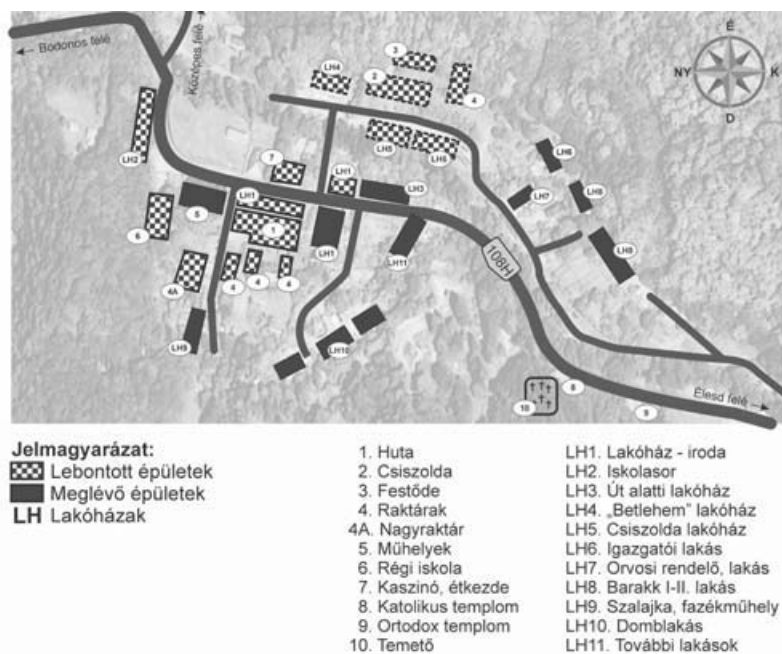 ← Bodonos felé
Középes felé →
É
NY
K
D
3
LH4
2
4
LH5
LH6
LH2
7
LH6
LH1
LH3
LH7
LH8
5
LH1
6
1
LH1
LH11
108H
LH8
4A
4
4
4
LH9
LH10
10
8
9
Élesd felé →
Jelmagyarázat:
Lebontott épületek
Meglévő épületek
LH Lakóházak
1. Huta
2. Csiszolda
3. Festőde
4. Raktárak
4A. Nagyraktár
5. Műhelyek
6. Régi iskola
7. Kaszinó, étkezde
8. Katolikus templom
9. Ortodox templom
10. Temető
LH1. Lakóház - iroda
LH2. Iskolasor
LH3. Út alatti lakóház
LH4. „Betlehem” lakóház
LH5. Csiszolda lakóház
LH6. Igazgatói lakás
LH7. Orvosi rendelő, lakás
LH8. Barakk I-II. lakás
LH9. Szalajka, fazékműhely
LH10. Domblakás
LH11. További lakások